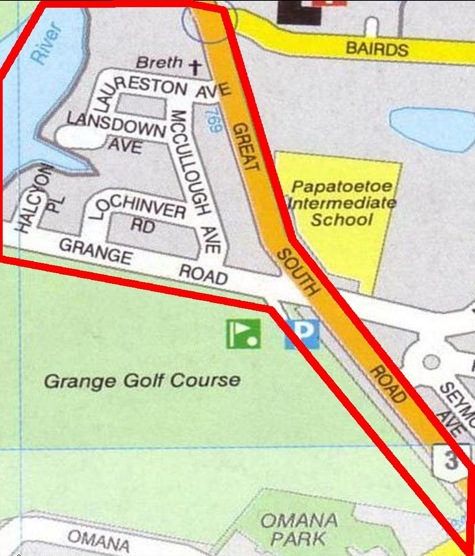 River
BAIRDS
Breth
LAURESTON AVE
LANSDOWN
AVE
McCULLOUGH AVE
769
GREAT
SOUTH
ROAD
Papatoetoe
Intermediate
School
HALCYON
PL
LOCHINVER
RD
GRANGE
ROAD
P
Grange Golf Course
SEYMO
AVE
3
OMANA
PARK
OMANA